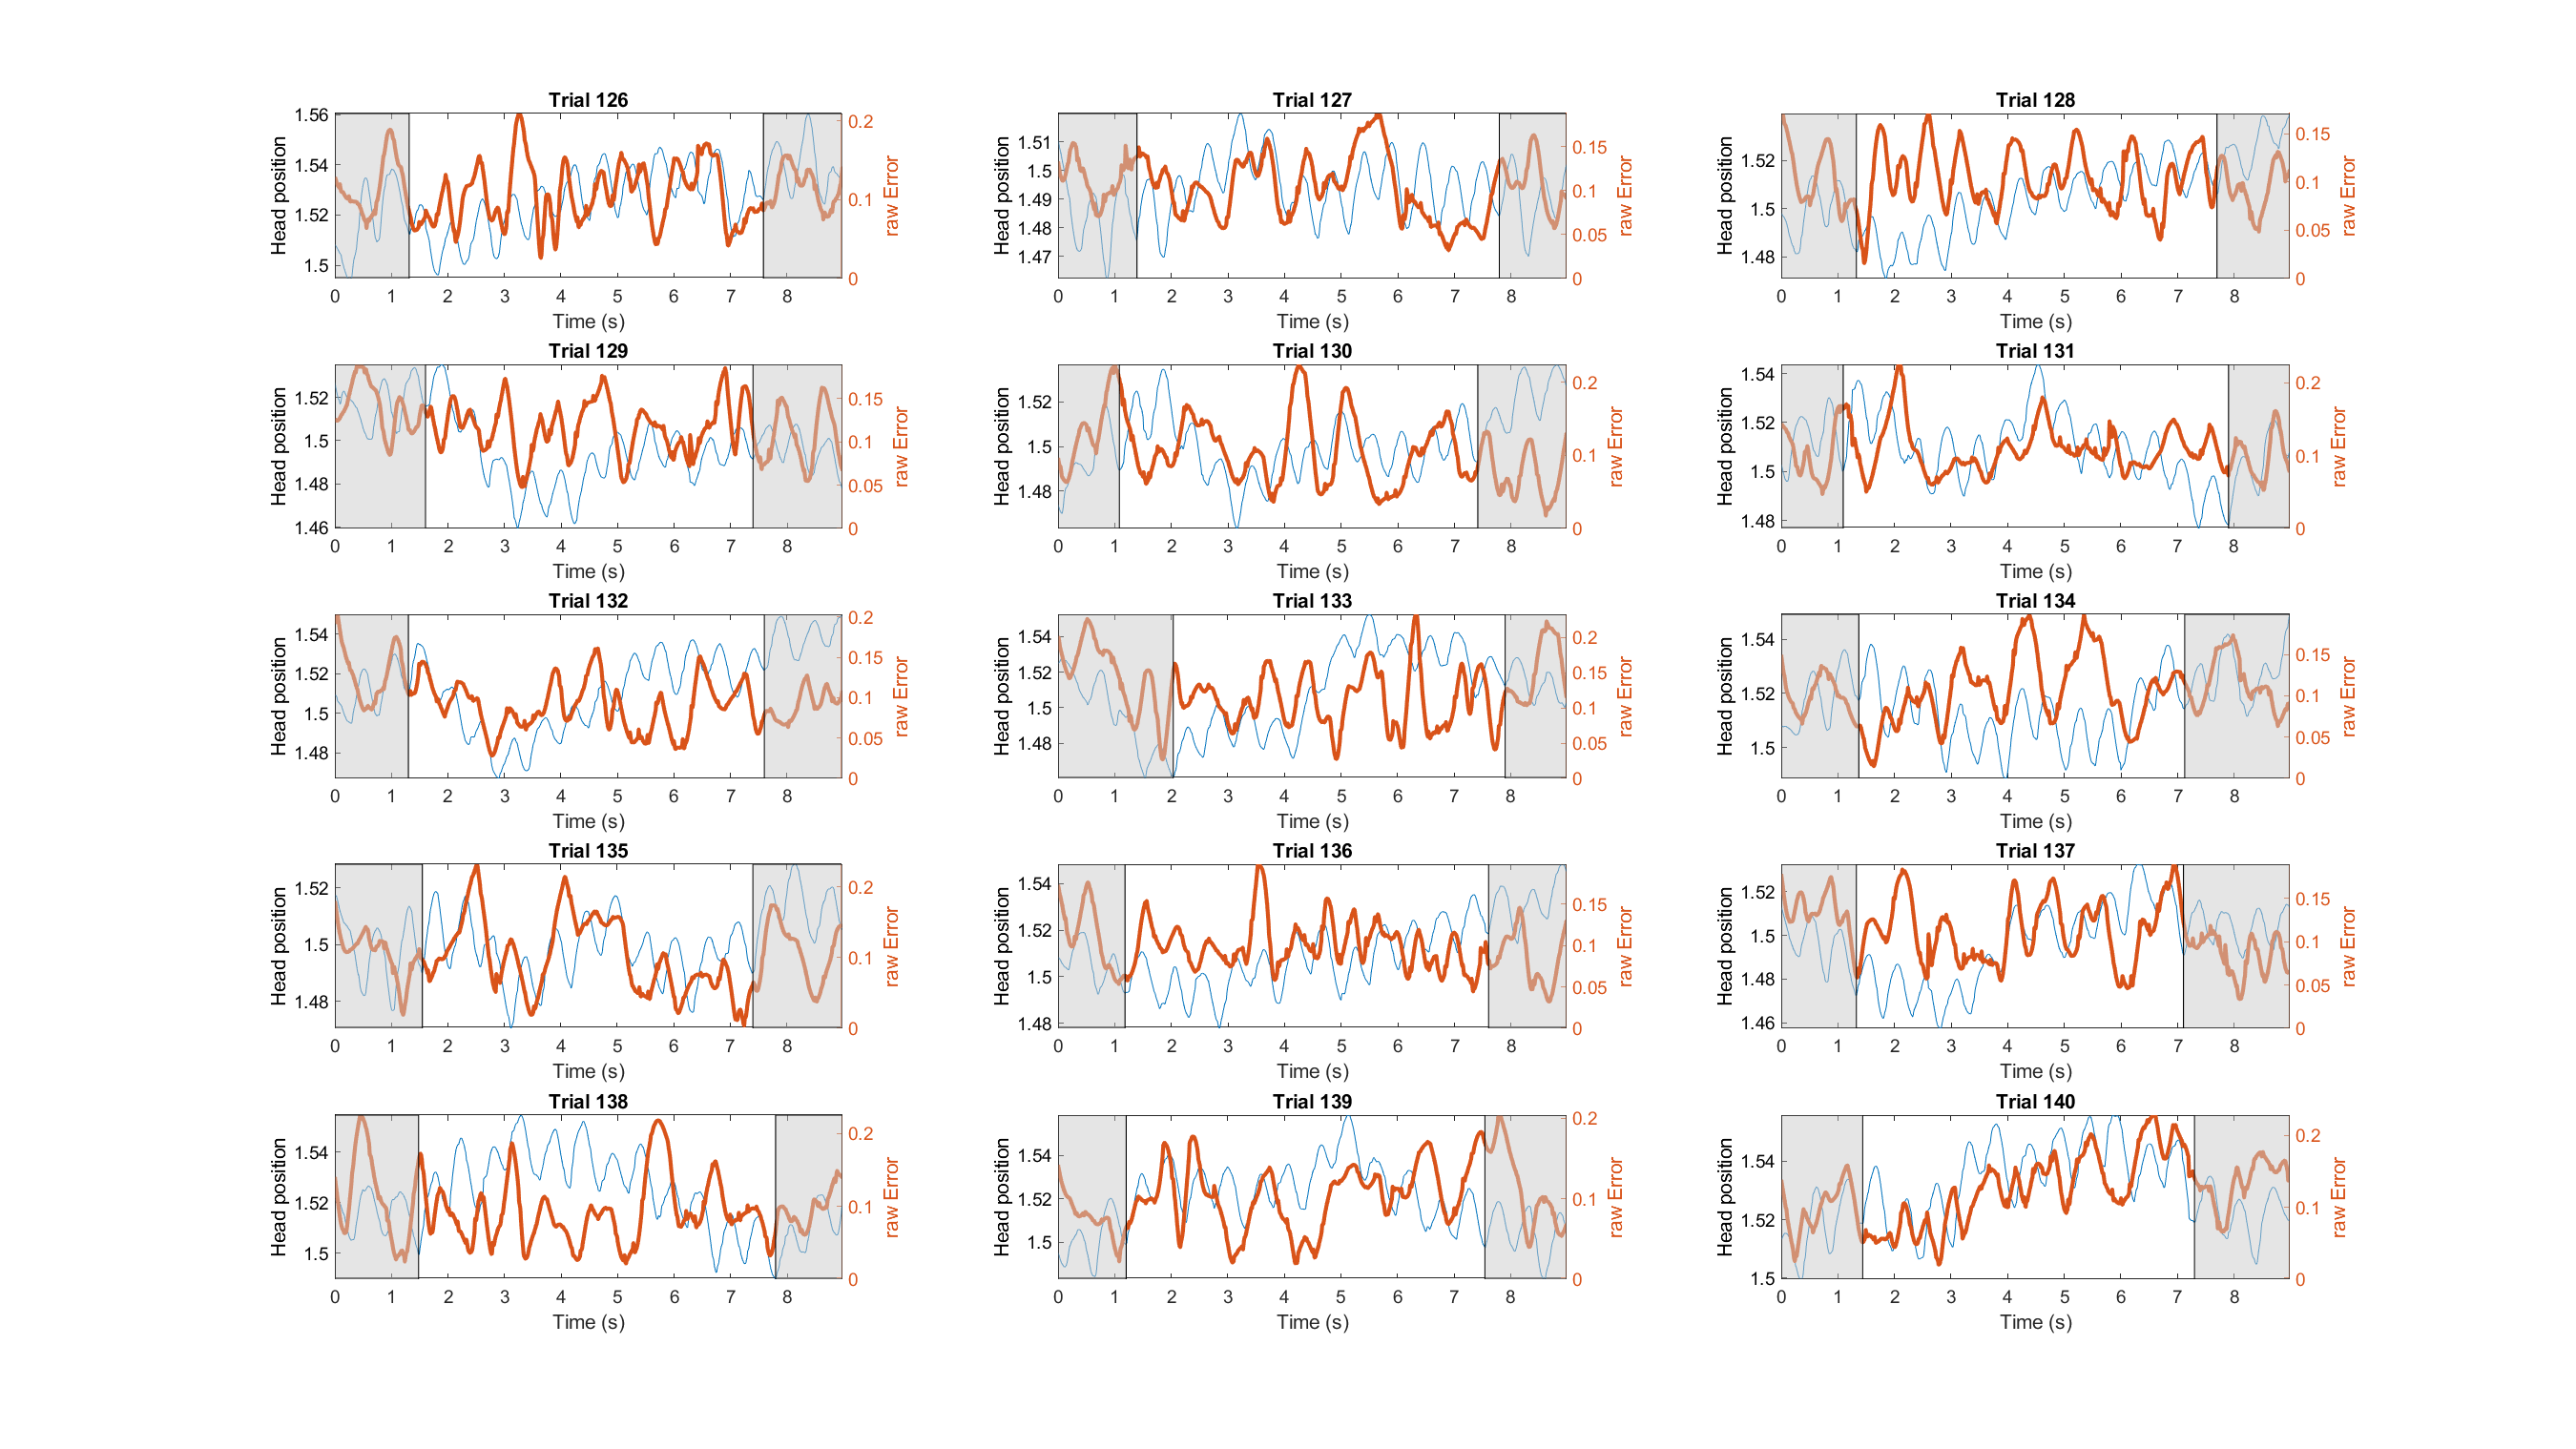 Trial 126
Head position
1.56
1.54
1.52
1.5
0 1 2 3 4 5 6 7 8
Time (s)
0.2
0.1
0
raw Error
Trial 127
Head position
1.51
1.5
1.49
1.48
1.47
0 1 2 3 4 5 6 7 8
Time (s)
0.15
0.1
0.05
0
raw Error
Trial 128
Head position
1.52
1.5
1.48
0 1 2 3 4 5 6 7 8
Time (s)
0.15
0.1
0.05
0
raw Error
Trial 129
Head position
1.52
1.5
1.48
1.46
0 1 2 3 4 5 6 7 8
Time (s)
0.15
0.1
0.05
0
raw Error
Trial 130
Head position
1.52
1.5
1.48
0 1 2 3 4 5 6 7 8
Time (s)
0.2
0.1
0
raw Error
Trial 131
Head position
1.54
1.52
1.5
1.48
0 1 2 3 4 5 6 7 8
Time (s)
0.2
0.1
0
raw Error
Trial 132
Head position
1.54
1.52
1.5
1.48
0 1 2 3 4 5 6 7 8
Time (s)
0.2
0.15
0.1
0.05
0
raw Error
Trial 133
Head position
1.54
1.52
1.5
1.48
0 1 2 3 4 5 6 7 8
Time (s)
0.2
0.15
0.1
0.05
0
raw Error
Trial 134
Head position
1.54
1.52
1.5
0 1 2 3 4 5 6 7 8
Time (s)
0.15
0.1
0.05
0
raw Error
Trial 135
Head position
1.52
1.5
1.48
0 1 2 3 4 5 6 7 8
Time (s)
0.2
0.1
0
raw Error
Trial 136
Head position
1.54
1.52
1.5
1.48
0 1 2 3 4 5 6 7 8
Time (s)
0.15
0.1
0.05
0
raw Error
Trial 137
Head position
1.52
1.5
1.48
1.46
0 1 2 3 4 5 6 7 8
Time (s)
0.15
0.1
0.05
0
raw Error
Trial 138
Head position
1.54
1.52
1.5
0 1 2 3 4 5 6 7 8
Time (s)
0.2
0.1
0
raw Error
Trial 139
Head position
1.54
1.52
1.5
0 1 2 3 4 5 6 7 8
Time (s)
0.2
0.1
0
raw Error
Trial 140
Head position
1.54
1.52
1.5
0 1 2 3 4 5 6 7 8
Time (s)
0.2
0.1
0
raw Error